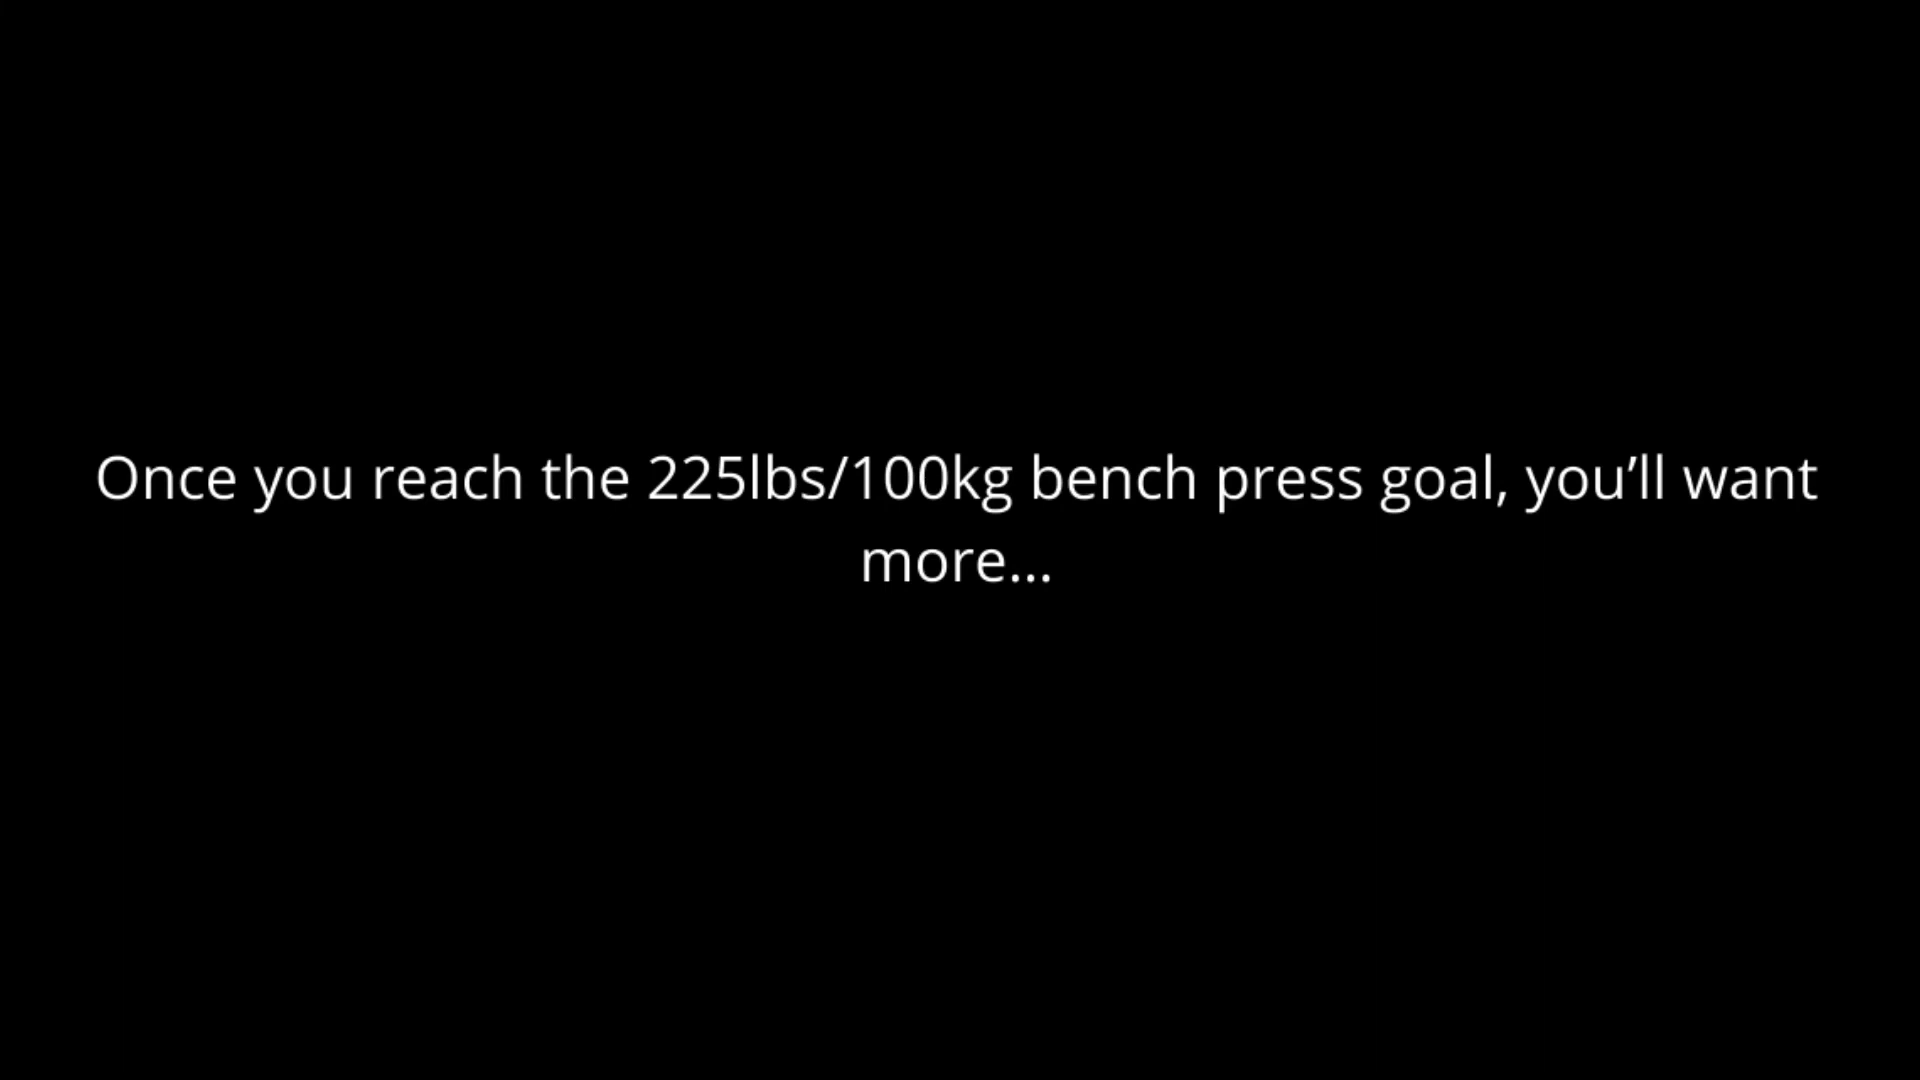 Once you reach the 225lbs/100kg bench press goal, you’ll want
more...